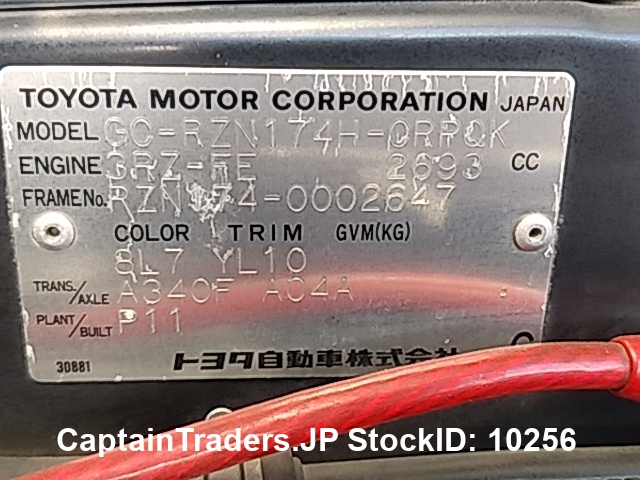 TOYOTA MOTOR CORPORATION JAPAN
MODEL GC-RZN174H-CRPQK
ENGINE 3RZ-FE 2693 CC
FRAME No. RZN174-0002647
COLOR TRIM GVM(KG)
8L7 YL10
TRANS./AXLE A340F A04A
PLANT/BUILT P11
30881
トヨタ自動車株式会社
CaptainTraders.JP StockID: 10256